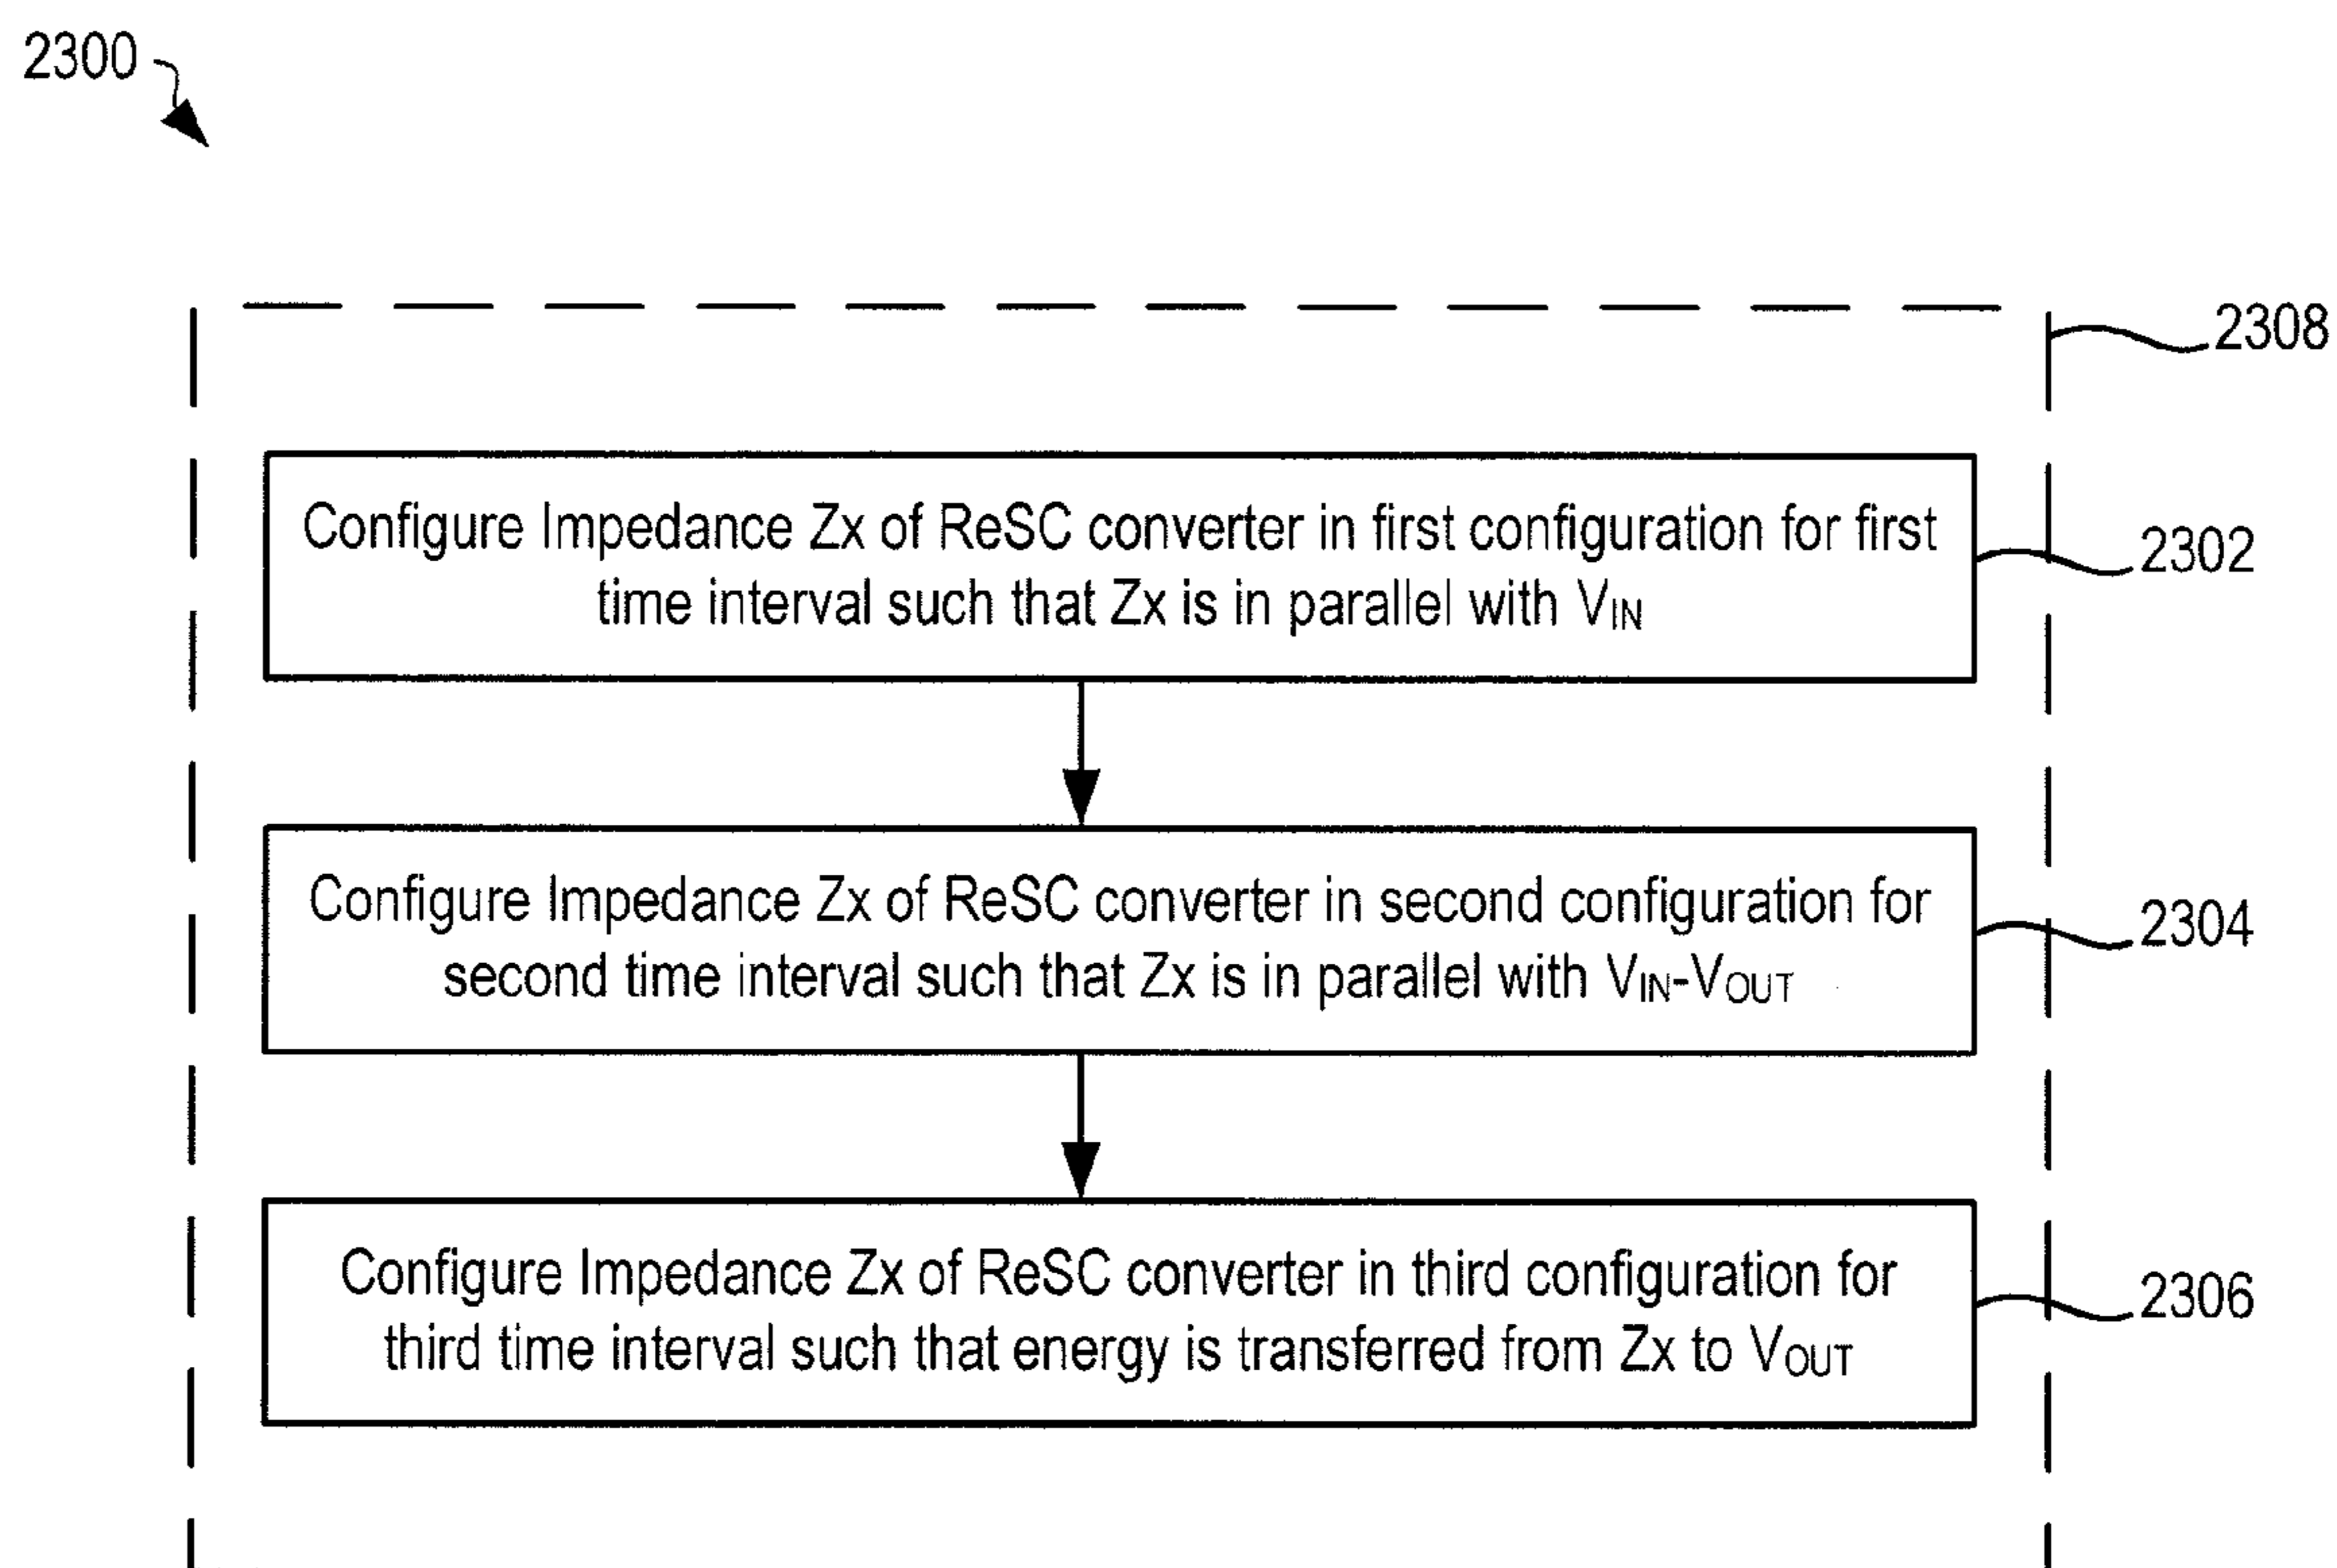 2300
2308
Configure Impedance Zx of ReSC converter in first configuration for first
time interval such that Zx is in parallel with VIN
2302
Configure Impedance Zx of ReSC converter in second configuration for
second time interval such that Zx is in parallel with VIN-VOUT
2304
Configure Impedance Zx of ReSC converter in third configuration for
third time interval such that energy is transferred from Zx to VOUT
2306